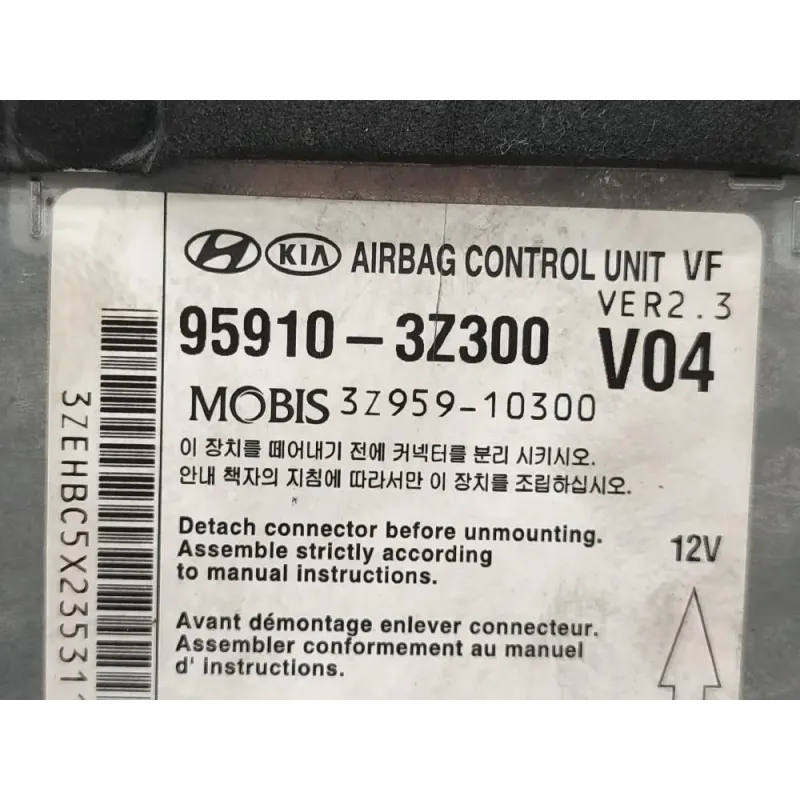 KIA AIRBAG CONTROL UNIT VF
VER2.3
95910-3Z300 V04
MOBIS 3Z959-10300
이 장치를 떼어내기 전에 커넥터를 분리 시키시오.
안내 책자의 지침에 따라서만 이 장치를 조립하십시오.
Detach connector before unmounting.
Assemble strictly according
to manual instructions.
12V
Avant démontage enlever connecteur.
Assembler conformement au manuel
d' instructions.
3ZEHBC5X23531